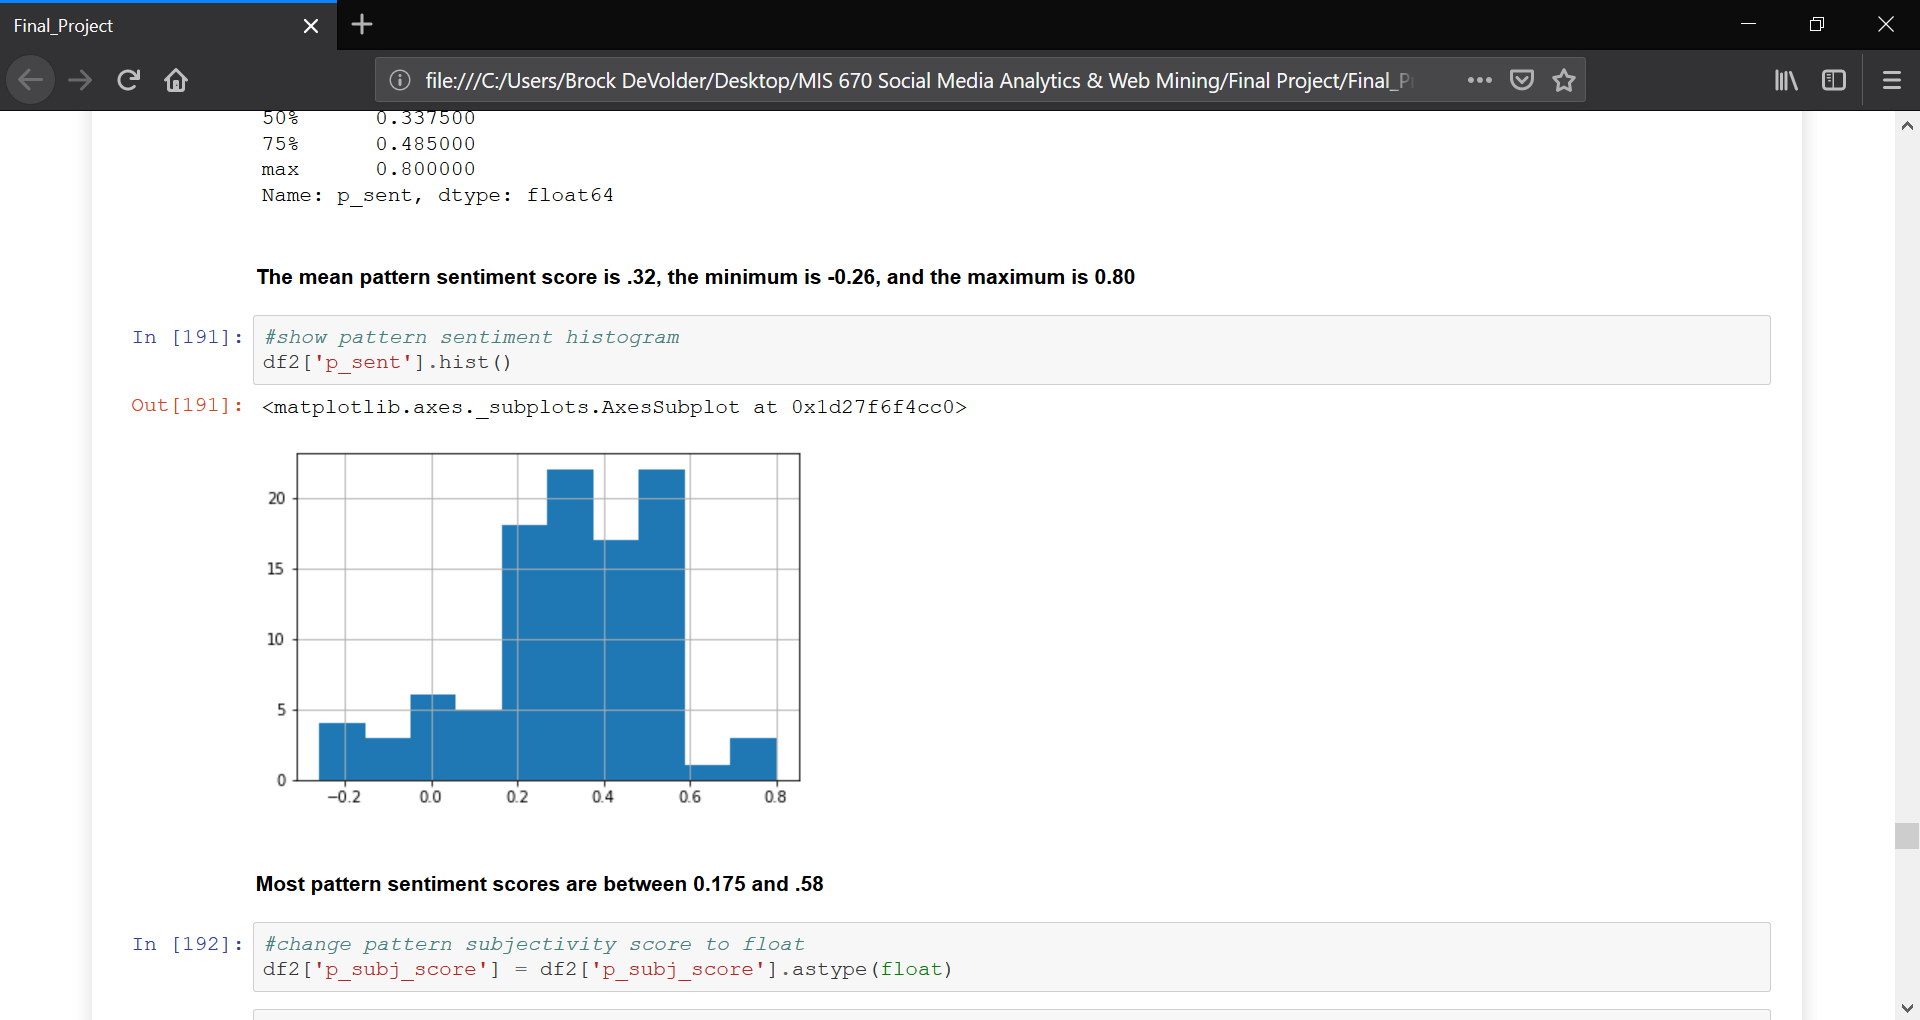 Final_Project
file:///C:/Users/Brock DeVolder/Desktop/MIS 670 Social Media Analytics & Web Mining/Final Project/Final_P
50% 0.337500
75% 0.485000
max 0.800000
Name: p_sent, dtype: float64
The mean pattern sentiment score is .32, the minimum is -0.26, and the maximum is 0.80
In [191]: #show pattern sentiment histogram
df2['p_sent'].hist()
Out[191]: <matplotlib.axes._subplots.AxesSubplot at 0x1d27f6f4cc0>
20
15
10
5
0
−0.2 0.0 0.2 0.4 0.6 0.8
Most pattern sentiment scores are between 0.175 and .58
In [192]: #change pattern subjectivity score to float
df2['p_subj_score'] = df2['p_subj_score'].astype(float)